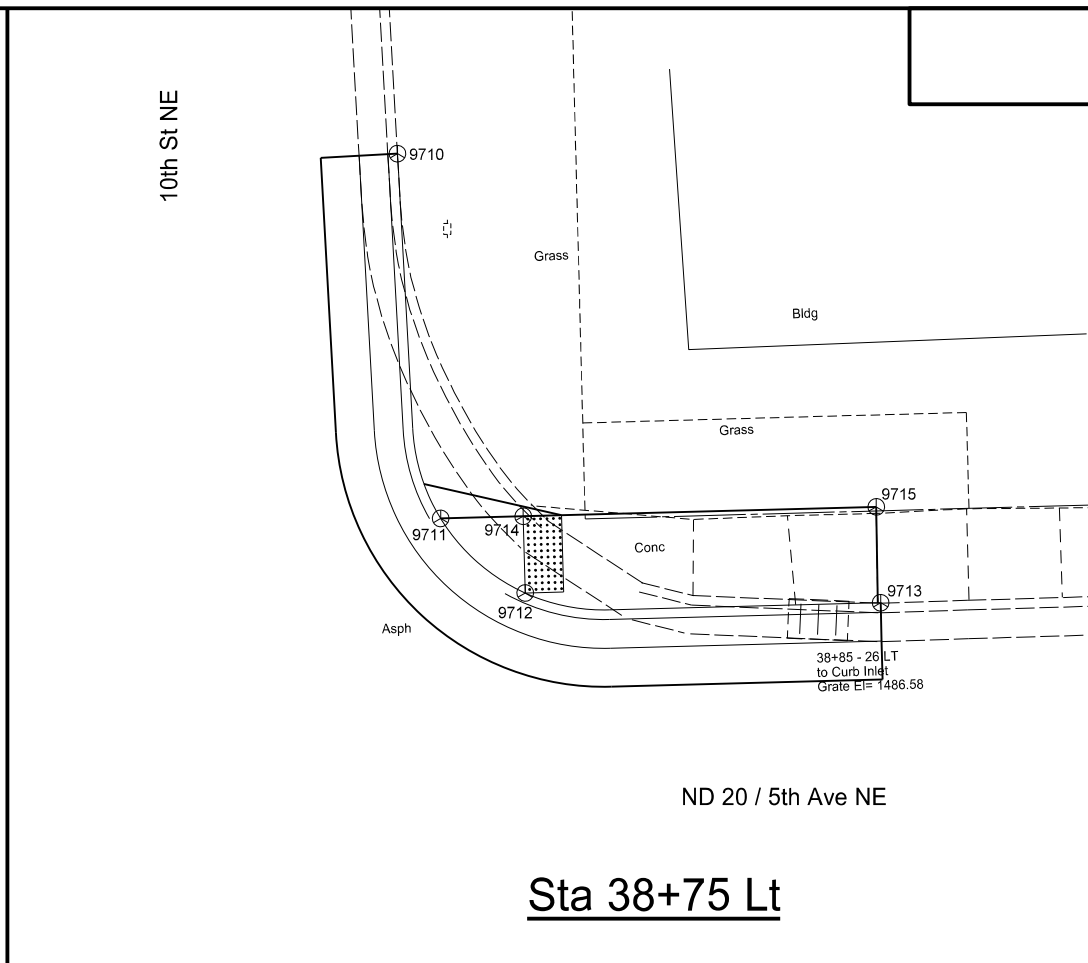 10th St NE
9710
Grass
Bldg
Grass
9715
9711
9714
Conc
9713
9712
Asph
38+85 - 26 LT
to Curb Inlet
Grate El= 1486.58
ND 20 / 5th Ave NE
Sta 38+75 Lt